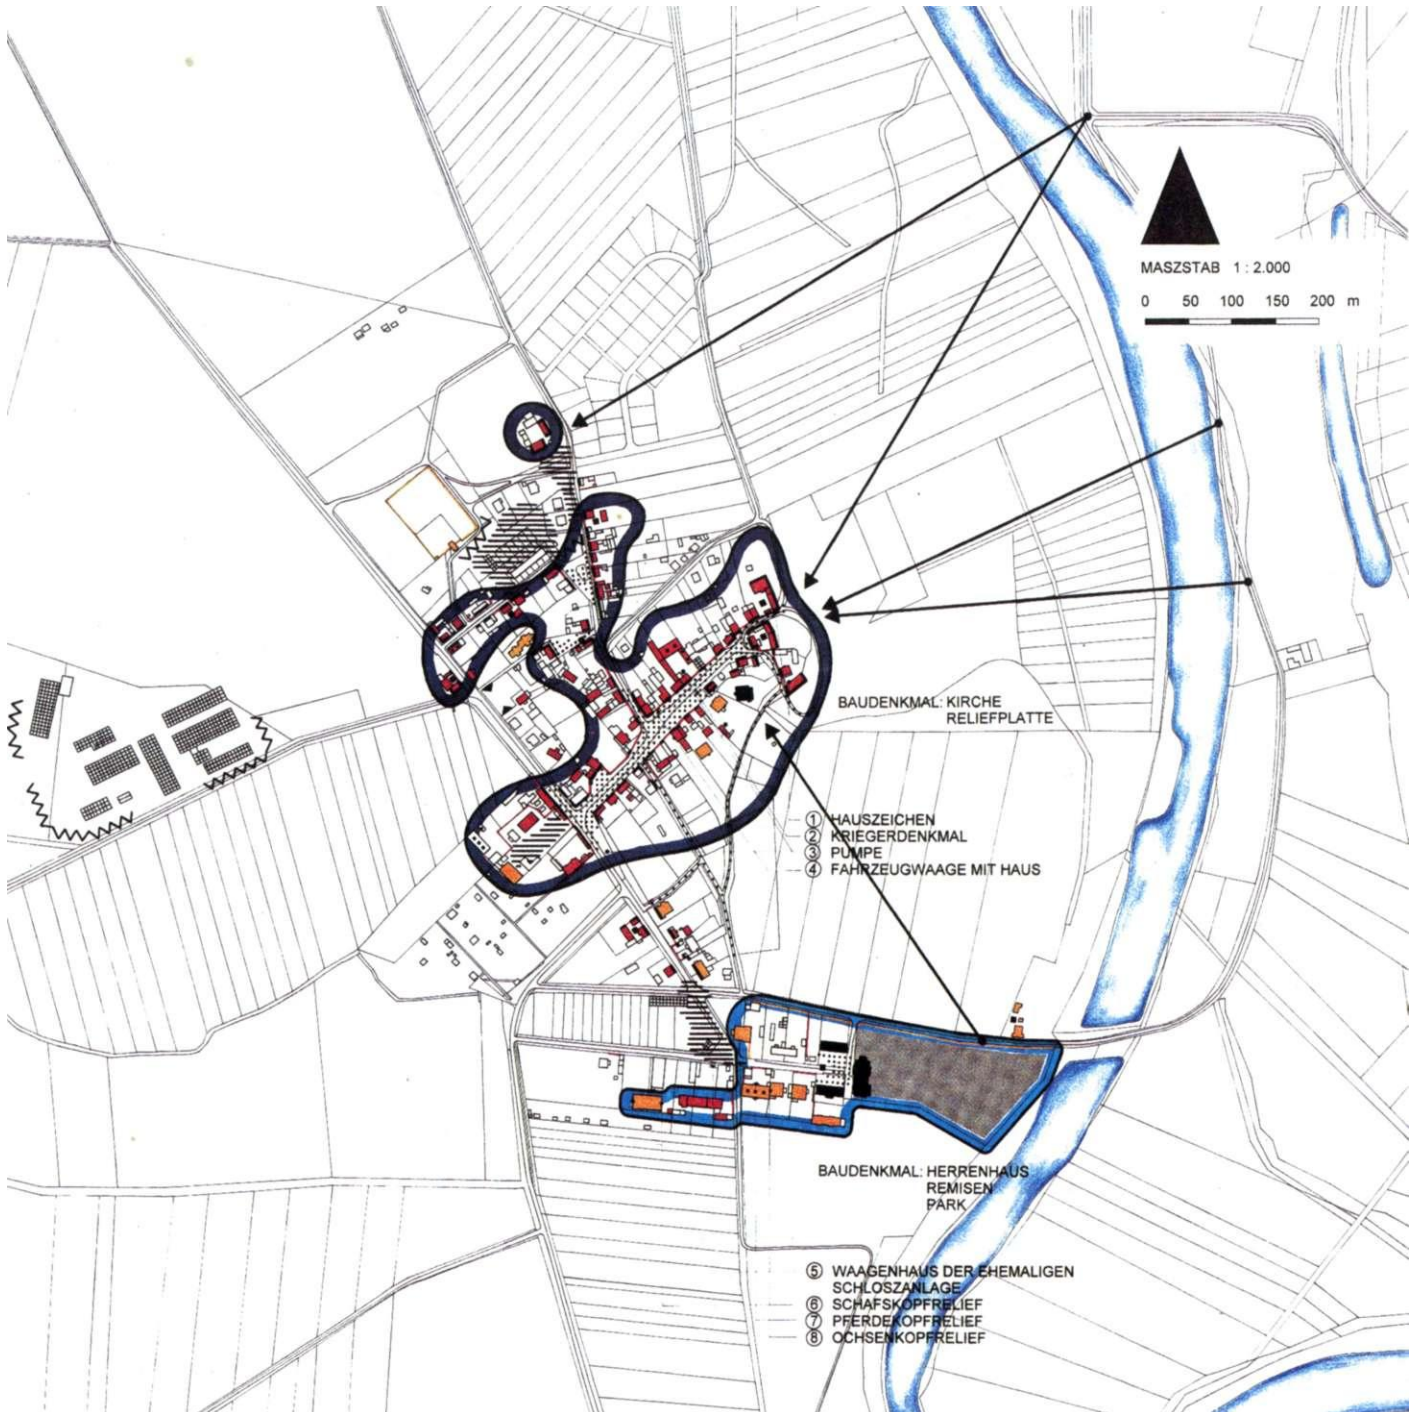 MASZSTAB 1 : 2.000
0 50 100 150 200 m
BAUDENKMAL: KIRCHE
RELIEFPLATTE
① HAUSZEICHEN
② KRIEGERDENKMAL
③ PUMPE
④ FAHRZEUGWAAGE MIT HAUS
BAUDENKMAL: HERRENHAUS
REMISEN
PARK
⑤ WAAGENHAUS DER EHEMALIGEN
SCHLOSZANLAGE
⑥ SCHAFSKOPFRELIEF
⑦ PFERDEKOPFRELIEF
⑧ OCHSENKOPFRELIEF